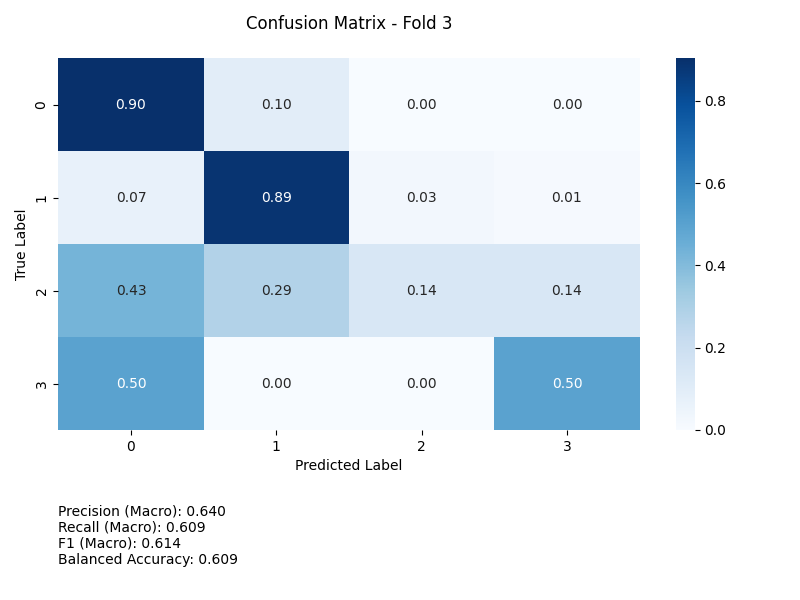 Confusion Matrix - Fold 3
0 0.90 0.10 0.00 0.00
1 0.07 0.89 0.03 0.01
2 0.43 0.29 0.14 0.14
3 0.50 0.00 0.00 0.50
True Label
0 1 2 3
Predicted Label
0.8
0.6
0.4
0.2
0.0
Precision (Macro): 0.640
Recall (Macro): 0.609
F1 (Macro): 0.614
Balanced Accuracy: 0.609